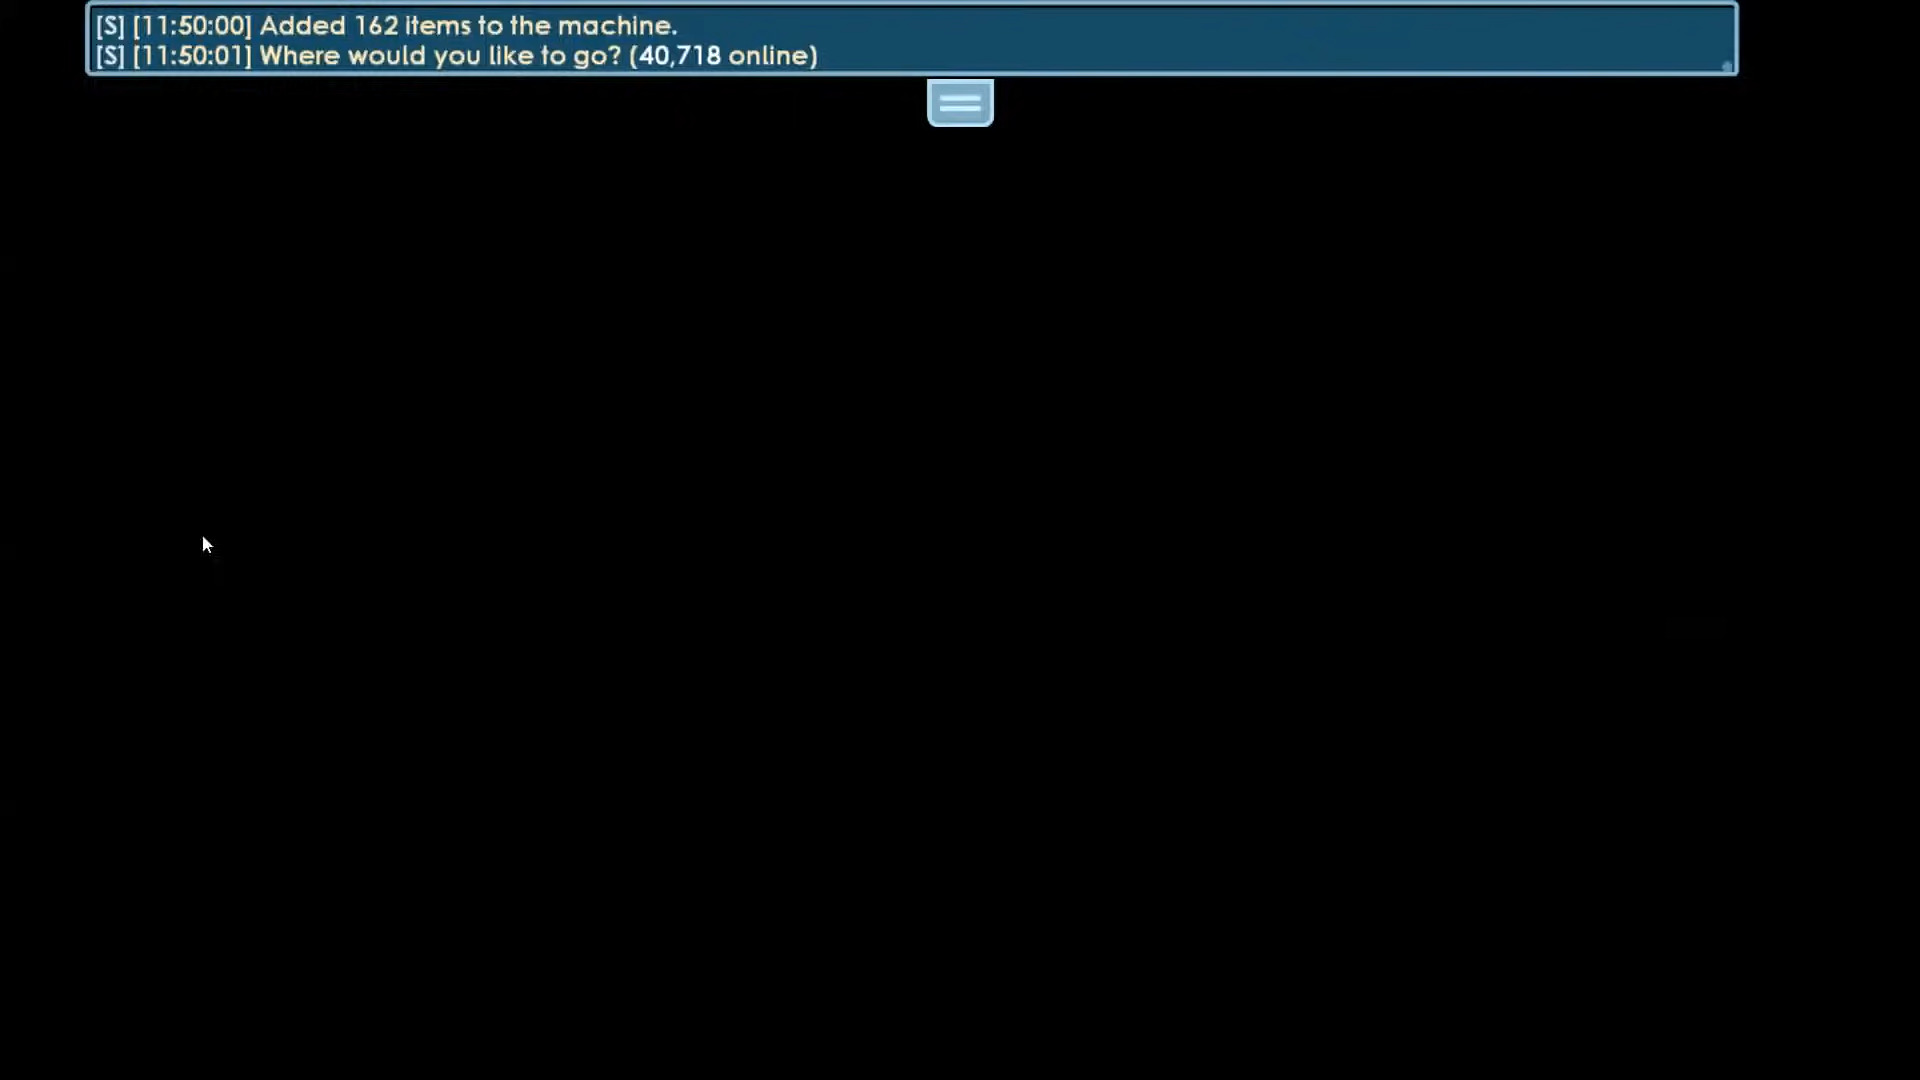 [S] [11:50:00] Added 162 items to the machine.
[S] [11:50:01] Where would you like to go? (40,718 online)